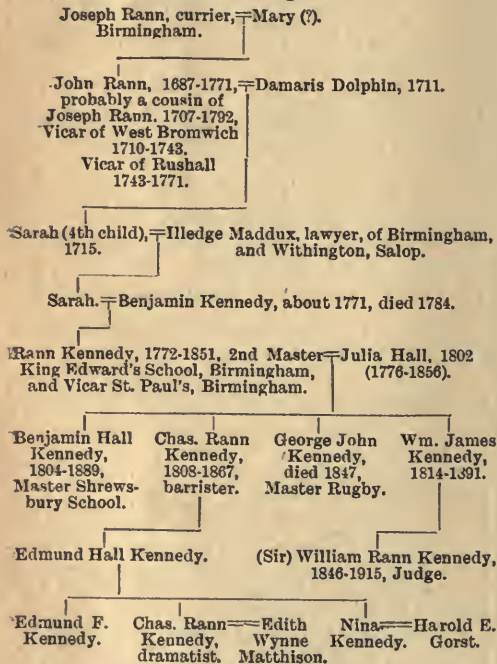 Joseph Rann, currier,=Mary (?).
Birmingham.
John Rann, 1687-1771,=Damaris Dolphin, 1711.
probably a cousin of
Joseph Rann. 1707-1792,
Vicar of West Bromwich
1710-1743.
Vicar of Rushall
1743-1771.
Sarah (4th child),=Illedge Maddux, lawyer, of Birmingham,
1715. and Withington, Salop.
Sarah.=Benjamin Kennedy, about 1771, died 1784.
Rann Kennedy, 1772-1851, 2nd Master=Julia Hall, 1802
King Edward's School, Birmingham, (1776-1856).
and Vicar St. Paul's, Birmingham.
Benjamin Hall Chas. Rann George John Wm. James
Kennedy, Kennedy, Kennedy, Kennedy,
1804-1889, 1808-1867, died 1847, 1814-1891.
Master Shrews- barrister. Master Rugby.
bury School.
Edmund Hall Kennedy. (Sir) William Rann Kennedy,
1846-1915, Judge.
Edmund F. Chas. Rann=Edith Nina=Harold E.
Kennedy. Kennedy, Wynne Kennedy. Gorst.
dramatist. Matthison.